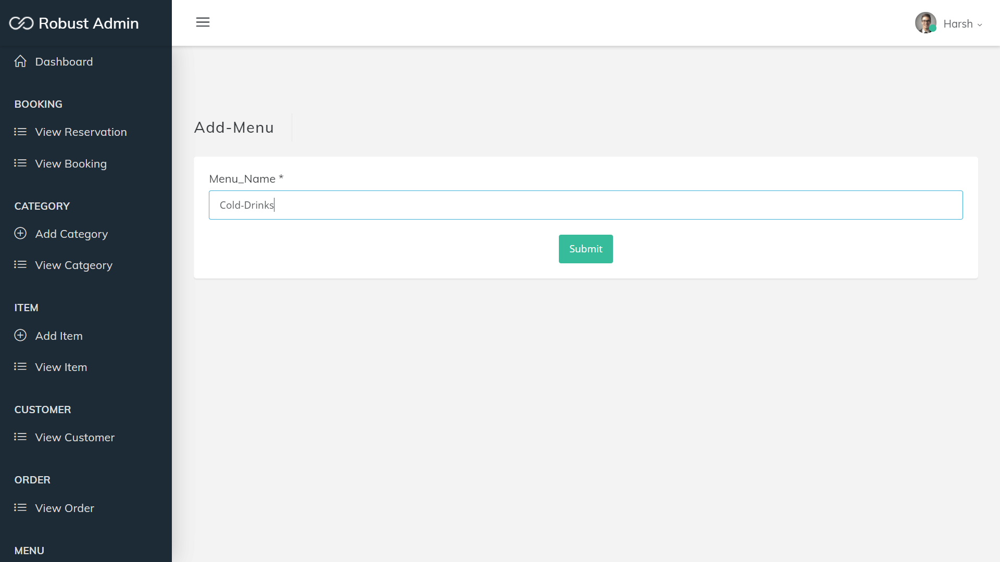 Robust Admin
Harsh
Dashboard
BOOKING
View Reservation
View Booking
CATEGORY
Add Category
View Catgeory
ITEM
Add Item
View Item
CUSTOMER
View Customer
ORDER
View Order
MENU
Add-Menu
Menu_Name *
Cold-Drinks
Submit